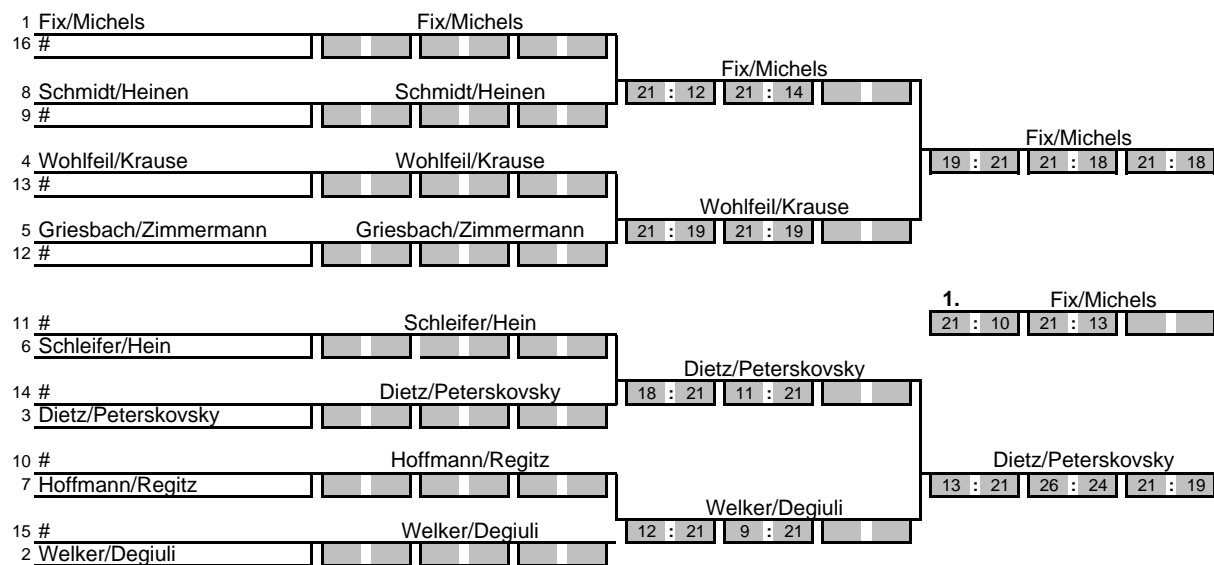 1 Fix/Michels Fix/Michels
16 #
Fix/Michels
8 Schmidt/Heinen Schmidt/Heinen 21 : 12 21 : 14
9 #
Fix/Michels
4 Wohlfeil/Krause Wohlfeil/Krause 19 : 21 21 : 18 21 : 18
13 #
Wohlfeil/Krause
5 Griesbach/Zimmermann Griesbach/Zimmermann 21 : 19 21 : 19
12 #
1. Fix/Michels
11 # Schleifer/Hein 21 : 10 21 : 13
6 Schleifer/Hein
Dietz/Peterskovsky
14 # Dietz/Peterskovsky 18 : 21 11 : 21
3 Dietz/Peterskovsky
10 # Hoffmann/Regitz Dietz/Peterskovsky
7 Hoffmann/Regitz 13 : 21 26 : 24 21 : 19
Welker/Degiuli
15 # Welker/Degiuli 12 : 21 9 : 21
2 Welker/Degiuli